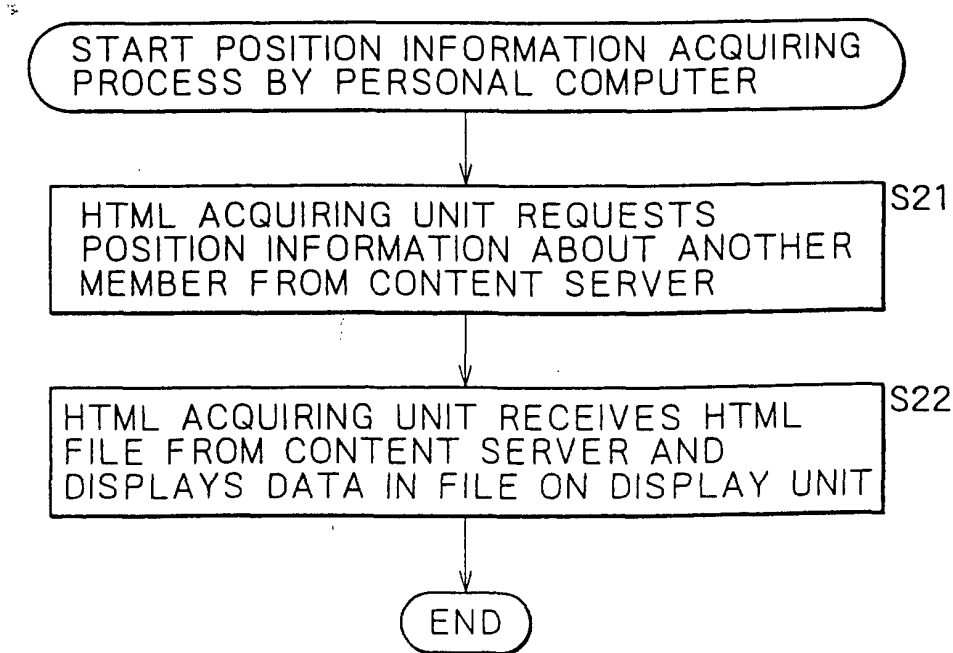 START POSITION INFORMATION ACQUIRING
PROCESS BY PERSONAL COMPUTER
S21
HTML ACQUIRING UNIT REQUESTS
POSITION INFORMATION ABOUT ANOTHER
MEMBER FROM CONTENT SERVER
S22
HTML ACQUIRING UNIT RECEIVES HTML
FILE FROM CONTENT SERVER AND
DISPLAYS DATA IN FILE ON DISPLAY UNIT
END